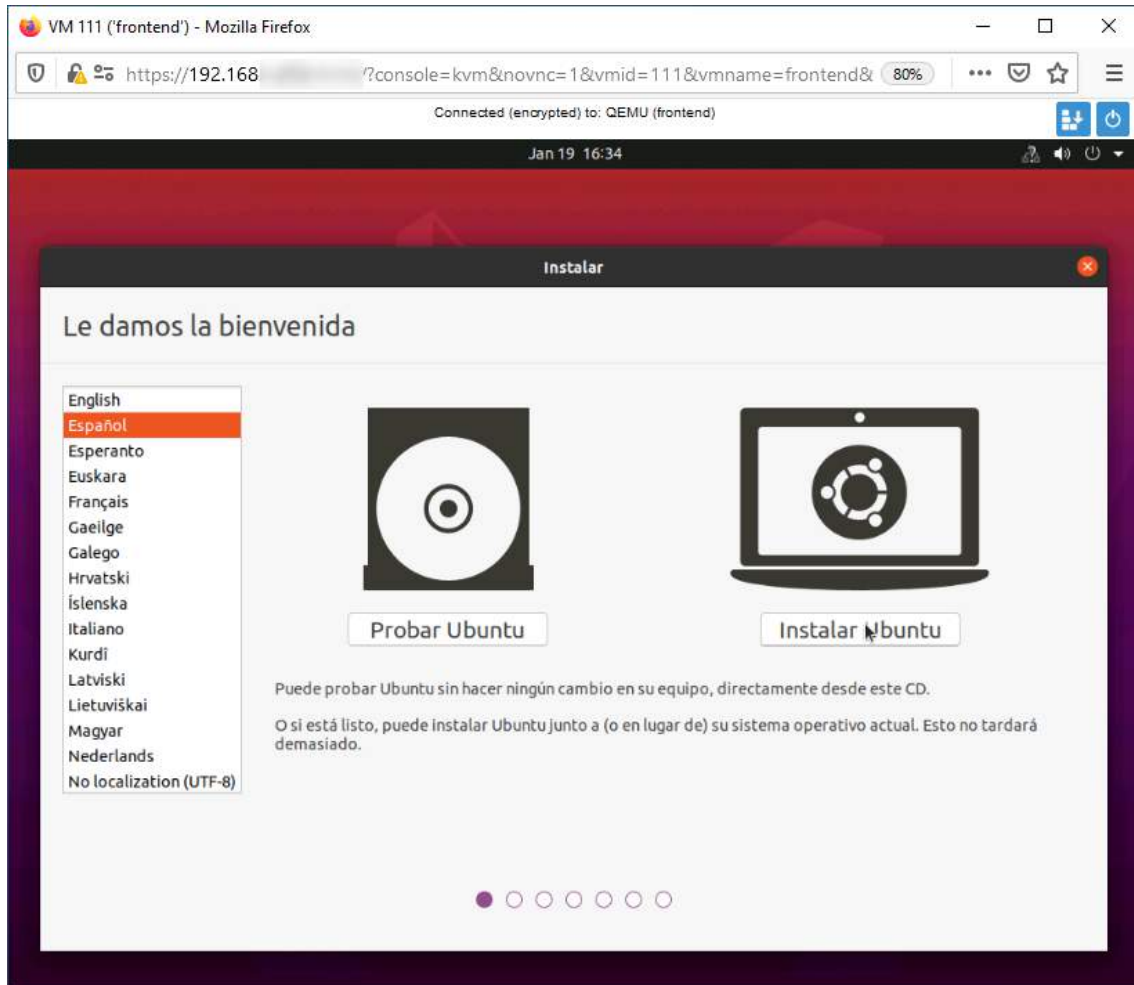 VM 111 ('frontend') - Mozilla Firefox
https://192.168 /?console=kvm&novnc=1&vmid=111&vmname=frontend& 80%
Connected (encrypted) to: QEMU (frontend)
Jan 19 16:34
Instalar
Le damos la bienvenida
English
Español
Esperanto
Euskara
Français
Gaeilge
Galego
Hrvatski
Íslenska
Italiano
Kurdî
Latviski
Lietuviškai
Magyar
Nederlands
No localization (UTF-8)
Probar Ubuntu
Instalar Ubuntu
Puede probar Ubuntu sin hacer ningún cambio en su equipo, directamente desde este CD.
O si está listo, puede instalar Ubuntu junto a (o en lugar de) su sistema operativo actual. Esto no tardará
demasiado.